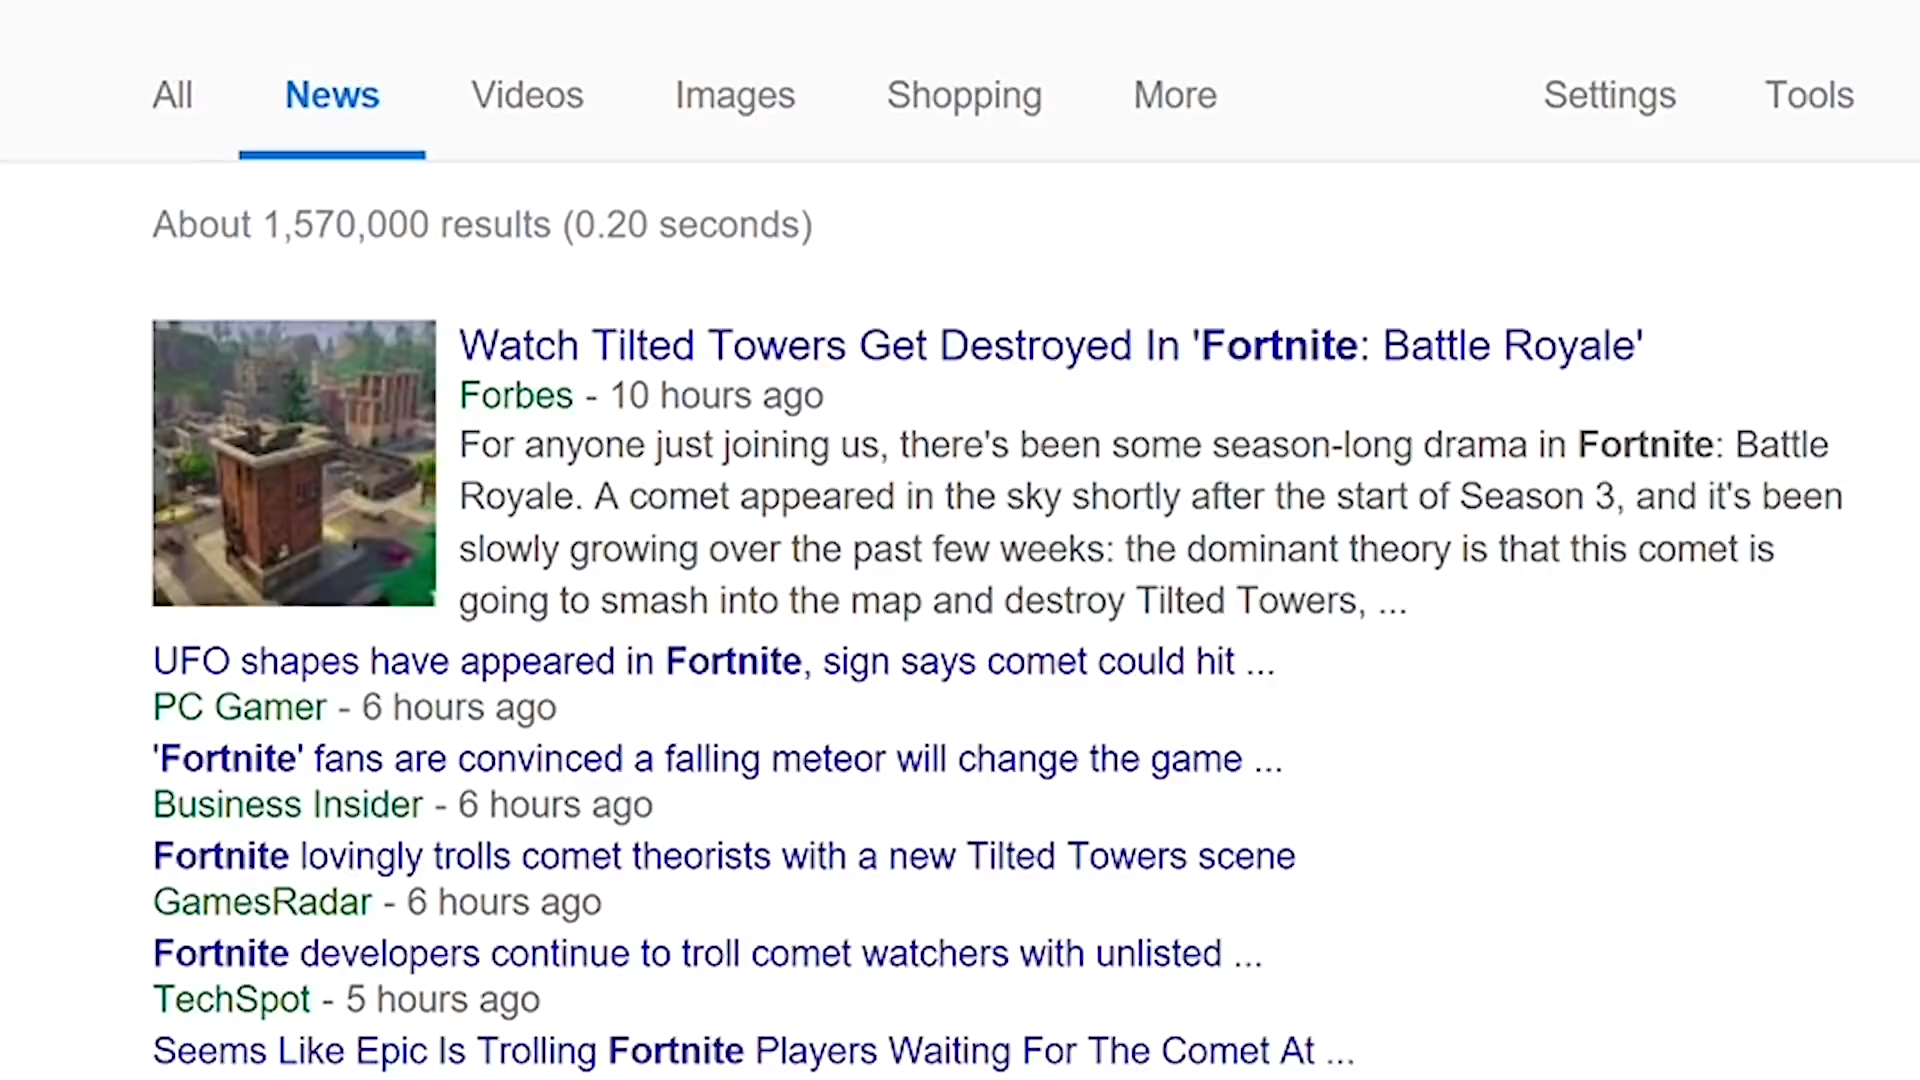 All News Videos Images Shopping More Settings Tools
About 1,570,000 results (0.20 seconds)
Watch Tilted Towers Get Destroyed In 'Fortnite: Battle Royale'
Forbes - 10 hours ago
For anyone just joining us, there's been some season-long drama in Fortnite: Battle
Royale. A comet appeared in the sky shortly after the start of Season 3, and it's been
slowly growing over the past few weeks: the dominant theory is that this comet is
going to smash into the map and destroy Tilted Towers, ...
UFO shapes have appeared in Fortnite, sign says comet could hit ...
PC Gamer - 6 hours ago
'Fortnite' fans are convinced a falling meteor will change the game ...
Business Insider - 6 hours ago
Fortnite lovingly trolls comet theorists with a new Tilted Towers scene
GamesRadar - 6 hours ago
Fortnite developers continue to troll comet watchers with unlisted ...
TechSpot - 5 hours ago
Seems Like Epic Is Trolling Fortnite Players Waiting For The Comet At ...